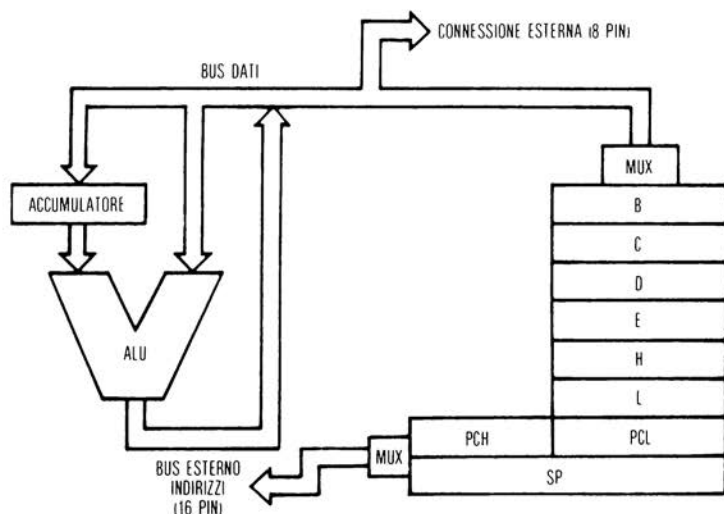 CONNESSIONE ESTERNA (8 PIN)
BUS DATI
MUX
ACCUMULATORE
B
C
D
E
ALU
H
L
PCH
PCL
MUX
BUS ESTERNO
INDIRIZZI
(16 PIN)
SP